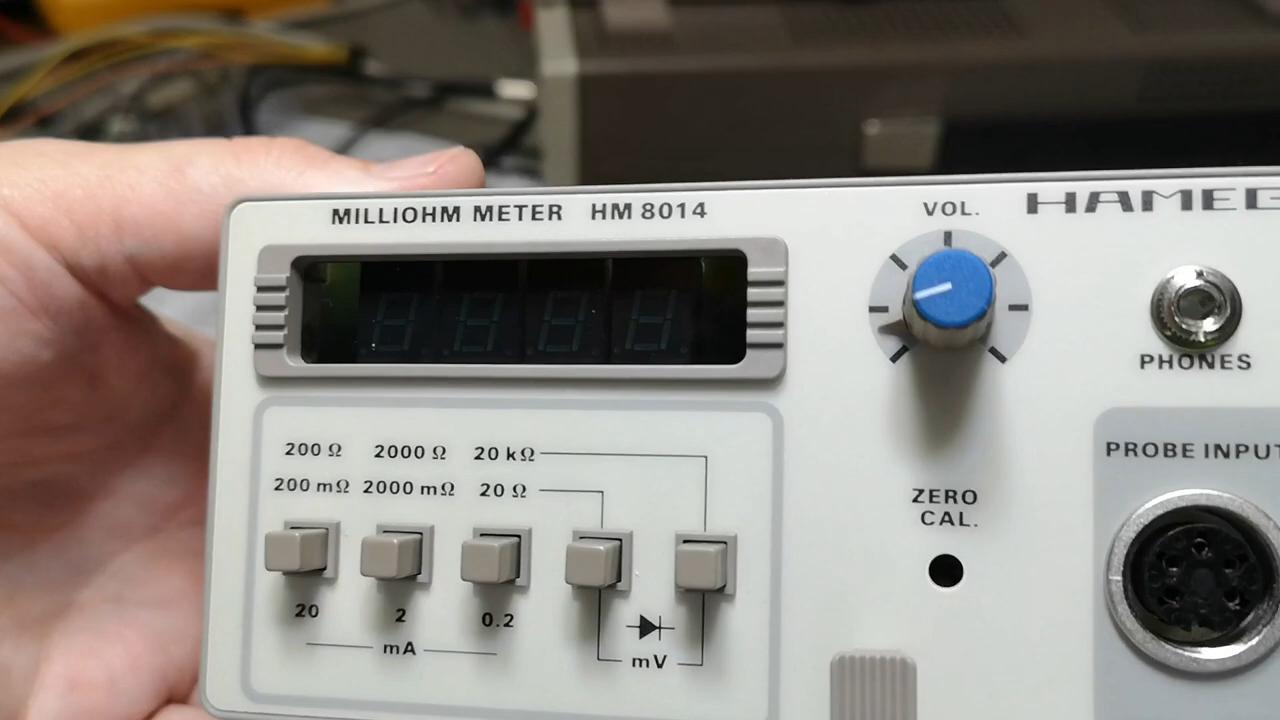 MILLIOHM METER HM 8014
VOL.
HAMEG
PHONES
200 Ω 2000 Ω 20 kΩ
200 mΩ 2000 mΩ 20 Ω
20 2 0.2
mA
mV
ZERO
CAL.
PROBE INPUT